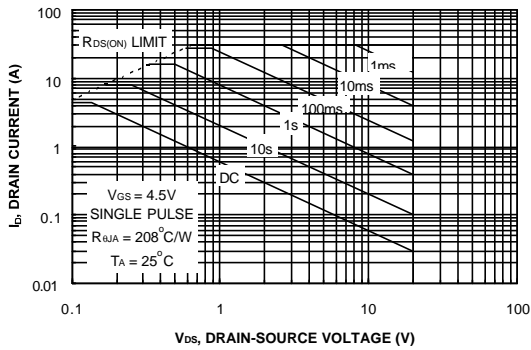 100
RDS(ON) LIMIT
1ms
10
10ms
100ms
1s
1
10s
DC
VGS = 4.5V
SINGLE PULSE
0.1
RθJA = 208°C/W
TA = 25°C
0.01
0.1
1
10
100
VDS, DRAIN-SOURCE VOLTAGE (V)
ID, DRAIN CURRENT (A)